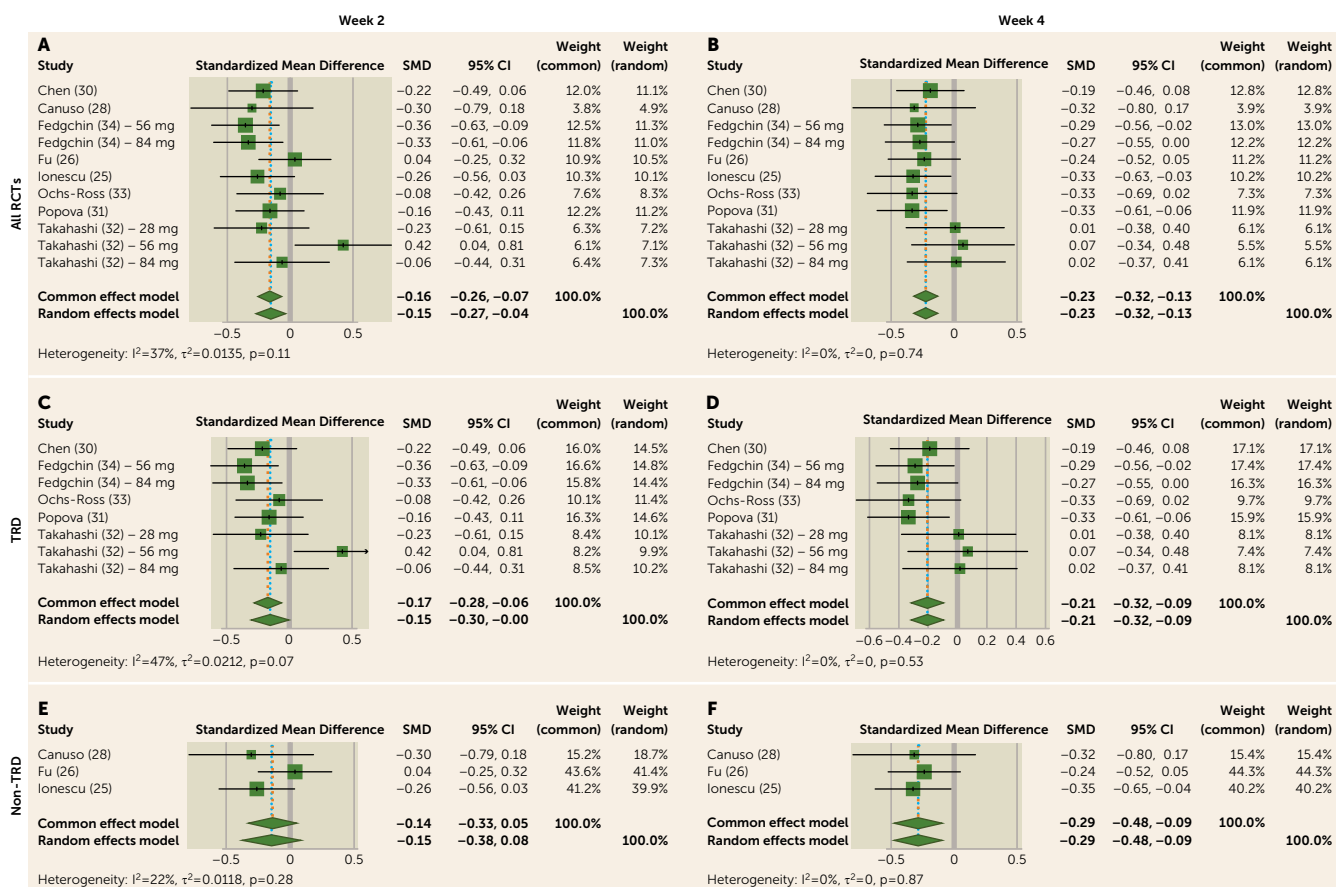 Week 2
Week 4
All RCTs
A
Weight Weight
Study Standardized Mean Difference SMD 95% CI (common) (random)
Chen (30) −0.22 −0.49, 0.06 12.0% 11.1%
Canuso (28) −0.30 −0.79, 0.18 3.8% 4.9%
Fedgchin (34) – 56 mg −0.36 −0.63, −0.09 12.5% 11.3%
Fedgchin (34) – 84 mg −0.33 −0.61, −0.06 11.8% 11.0%
Fu (26) 0.04 −0.25, 0.32 10.9% 10.5%
Ionescu (25) −0.26 −0.56, 0.03 10.3% 10.1%
Ochs-Ross (33) −0.08 −0.42, 0.26 7.6% 8.3%
Popova (31) −0.16 −0.43, 0.11 12.2% 11.2%
Takahashi (32) – 28 mg −0.23 −0.61, 0.15 6.3% 7.2%
Takahashi (32) – 56 mg 0.42 0.04, 0.81 6.1% 7.1%
Takahashi (32) – 84 mg −0.06 −0.44, 0.31 6.4% 7.3%
Common effect model −0.16 −0.26, −0.07 100.0%
Random effects model −0.15 −0.27, −0.04 100.0%
−0.5 0 0.5
Heterogeneity: I²=37%, τ²=0.0135, p=0.11
B
Weight Weight
Study Standardized Mean Difference SMD 95% CI (common) (random)
Chen (30) −0.19 −0.46, 0.08 12.8% 12.8%
Canuso (28) −0.32 −0.80, 0.17 3.9% 3.9%
Fedgchin (34) – 56 mg −0.29 −0.56, −0.02 13.0% 13.0%
Fedgchin (34) – 84 mg −0.27 −0.55, 0.00 12.2% 12.2%
Fu (26) −0.24 −0.52, 0.05 11.2% 11.2%
Ionescu (25) −0.33 −0.63, −0.03 10.2% 10.2%
Ochs-Ross (33) −0.33 −0.69, 0.02 7.3% 7.3%
Popova (31) −0.33 −0.61, −0.06 11.9% 11.9%
Takahashi (32) – 28 mg 0.01 −0.38, 0.40 6.1% 6.1%
Takahashi (32) – 56 mg 0.07 −0.34, 0.48 5.5% 5.5%
Takahashi (32) – 84 mg 0.02 −0.37, 0.41 6.1% 6.1%
Common effect model −0.23 −0.32, −0.13 100.0%
Random effects model −0.23 −0.32, −0.13 100.0%
−0.5 0 0.5
Heterogeneity: I²=0%, τ²=0, p=0.74
TRD
C
Weight Weight
Study Standardized Mean Difference SMD 95% CI (common) (random)
Chen (30) −0.22 −0.49, 0.06 16.0% 14.5%
Fedgchin (34) – 56 mg −0.36 −0.63, −0.09 16.6% 14.8%
Fedgchin (34) – 84 mg −0.33 −0.61, −0.06 15.8% 14.4%
Ochs-Ross (33) −0.08 −0.42, 0.26 10.1% 11.4%
Popova (31) −0.16 −0.43, 0.11 16.3% 14.6%
Takahashi (32) – 28 mg −0.23 −0.61, 0.15 8.4% 10.1%
Takahashi (32) – 56 mg 0.42 0.04, 0.81 8.2% 9.9%
Takahashi (32) – 84 mg −0.06 −0.44, 0.31 8.5% 10.2%
Common effect model −0.17 −0.28, −0.06 100.0%
Random effects model −0.15 −0.30, −0.00 100.0%
−0.5 0 0.5
Heterogeneity: I²=47%, τ²=0.0212, p=0.07
D
Weight Weight
Study Standardized Mean Difference SMD 95% CI (common) (random)
Chen (30) −0.19 −0.46, 0.08 17.1% 17.1%
Fedgchin (34) – 56 mg −0.29 −0.56, −0.02 17.4% 17.4%
Fedgchin (34) – 84 mg −0.27 −0.55, 0.00 16.3% 16.3%
Ochs-Ross (33) −0.33 −0.69, 0.02 9.7% 9.7%
Popova (31) −0.33 −0.61, −0.06 15.9% 15.9%
Takahashi (32) – 28 mg 0.01 −0.38, 0.40 8.1% 8.1%
Takahashi (32) – 56 mg 0.07 −0.34, 0.48 7.4% 7.4%
Takahashi (32) – 84 mg 0.02 −0.37, 0.41 8.1% 8.1%
Common effect model −0.21 −0.32, −0.09 100.0%
Random effects model −0.21 −0.32, −0.09 100.0%
−0.6 −0.4 −0.2 0 0.2 0.4 0.6
Heterogeneity: I²=0%, τ²=0, p=0.53
Non-TRD
E
Weight Weight
Study Standardized Mean Difference SMD 95% CI (common) (random)
Canuso (28) −0.30 −0.79, 0.18 15.2% 18.7%
Fu (26) 0.04 −0.25, 0.32 43.6% 41.4%
Ionescu (25) −0.26 −0.56, 0.03 41.2% 39.9%
Common effect model −0.14 −0.33, 0.05 100.0%
Random effects model −0.15 −0.38, 0.08 100.0%
−0.5 0 0.5
Heterogeneity: I²=22%, τ²=0.0118, p=0.28
F
Weight Weight
Study Standardized Mean Difference SMD 95% CI (common) (random)
Canuso (28) −0.32 −0.80, 0.17 15.4% 15.4%
Fu (26) −0.24 −0.52, 0.05 44.3% 44.3%
Ionescu (25) −0.35 −0.65, −0.04 40.2% 40.2%
Common effect model −0.29 −0.48, −0.09 100.0%
Random effects model −0.29 −0.48, −0.09 100.0%
−0.5 0 0.5
Heterogeneity: I²=0%, τ²=0, p=0.87